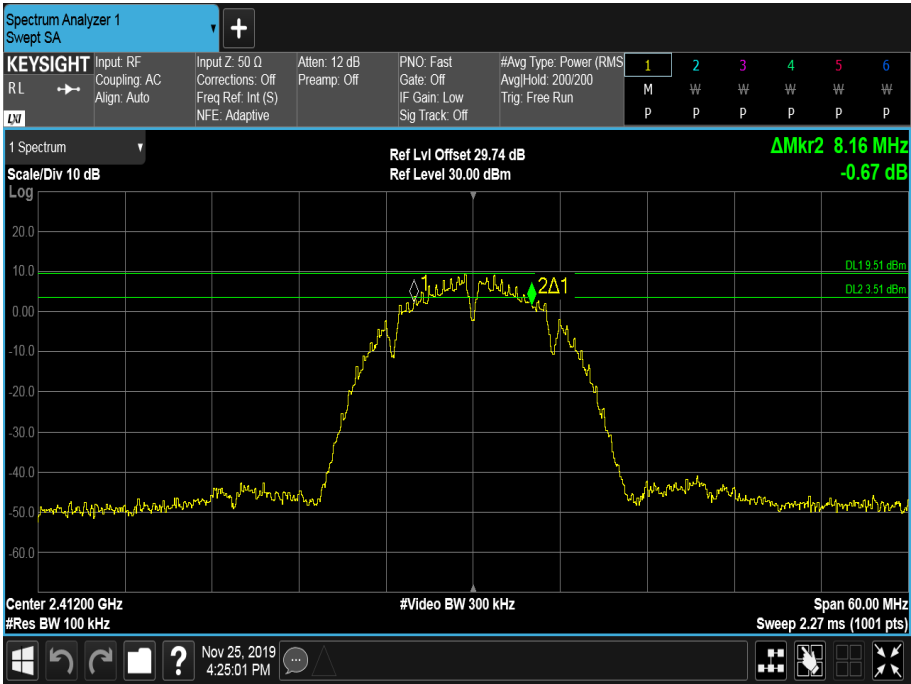 Spectrum Analyzer 1
Swept SA
+
KEYSIGHT
RL
LXI
Input: RF
Coupling: AC
Align: Auto
Input Z: 50 Ω
Corrections: Off
Freq Ref: Int (S)
NFE: Adaptive
Atten: 12 dB
Preamp: Off
PNO: Fast
Gate: Off
IF Gain: Low
Sig Track: Off
#Avg Type: Power (RMS
Avg|Hold: 200/200
Trig: Free Run
1 2 3 4 5 6
M W W W W W
P P P P P P
1 Spectrum
Scale/Div 10 dB
Ref Lvl Offset 29.74 dB
Ref Level 30.00 dBm
ΔMkr2 8.16 MHz
-0.67 dB
Log
20.0
10.0
0.00
-10.0
-20.0
-30.0
-40.0
-50.0
-60.0
1
2Δ1
DL1 9.51 dBm
DL2 3.51 dBm
Center 2.41200 GHz
#Video BW 300 kHz
Span 60.00 MHz
#Res BW 100 kHz
Sweep 2.27 ms (1001 pts)
?
Nov 25, 2019
4:25:01 PM